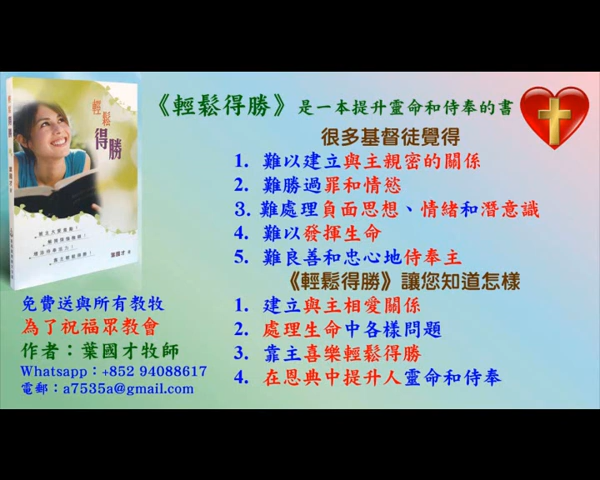 《輕鬆得勝》是一本提升靈命和侍奉的書
很多基督徒覺得
1. 難以建立與主親密的關係
2. 難勝過罪和情慾
3. 難處理負面思想、情緒和潛意識
4. 難以發揮生命
5. 難良善和忠心地侍奉主
《輕鬆得勝》讓您知道怎樣
1. 建立與主相愛關係
2. 處理生命中各樣問題
3. 靠主喜樂輕鬆得勝
4. 在恩典中提升人靈命和侍奉
輕鬆
得勝
輕鬆得勝
葉國才 著
免費送與所有教牧
為了祝福眾教會
作者：葉國才牧師
Whatsapp：+852 94088617
電郵：a7535a@gmail.com